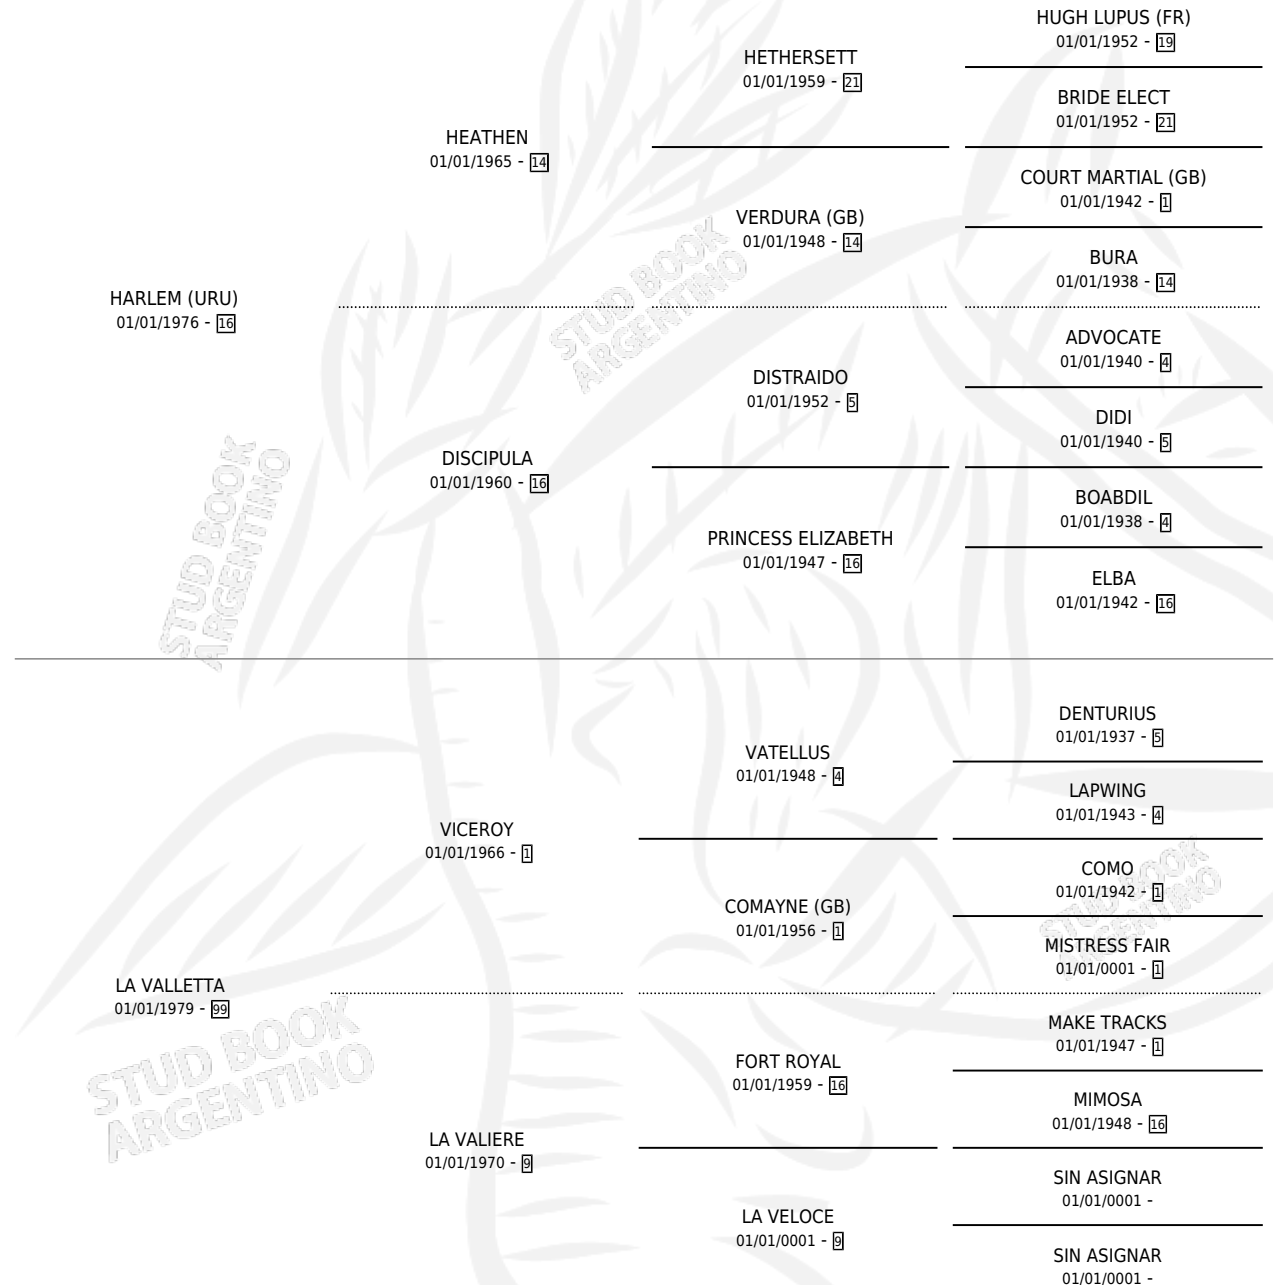 HUGH LUPUS (FR)
01/01/1952 - 19
HETHERSETT
01/01/1959 - 21
BRIDE ELECT
01/01/1952 - 21
HEATHEN
01/01/1965 - 14
COURT MARTIAL (GB)
01/01/1942 - 1
VERDURA (GB)
01/01/1948 - 14
BURA
01/01/1938 - 14
HARLEM (URU)
01/01/1976 - 16
STUD BOOK
ARGENTINO
ADVOCATE
01/01/1940 - 4
DISTRAIDO
01/01/1952 - 5
DIDI
01/01/1940 - 5
DISCIPULA
01/01/1960 - 16
BOABDIL
01/01/1938 - 4
PRINCESS ELIZABETH
01/01/1947 - 16
ELBA
01/01/1942 - 16
STUD BOOK
ARGENTINO
DENTURIUS
01/01/1937 - 5
VATELLUS
01/01/1948 - 4
LAPWING
01/01/1943 - 4
VICEROY
01/01/1966 - 1
COMO
01/01/1942 - 1
COMAYNE (GB)
01/01/1956 - 1
MISTRESS FAIR
01/01/0001 - 1
STUD BOOK
ARGENTINO
LA VALLETTA
01/01/1979 - 99
STUD BOOK
ARGENTINO
MAKE TRACKS
01/01/1947 - 1
FORT ROYAL
01/01/1959 - 16
MIMOSA
01/01/1948 - 16
LA VALIERE
01/01/1970 - 9
SIN ASIGNAR
01/01/0001 -
LA VELOCE
01/01/0001 - 9
SIN ASIGNAR
01/01/0001 -